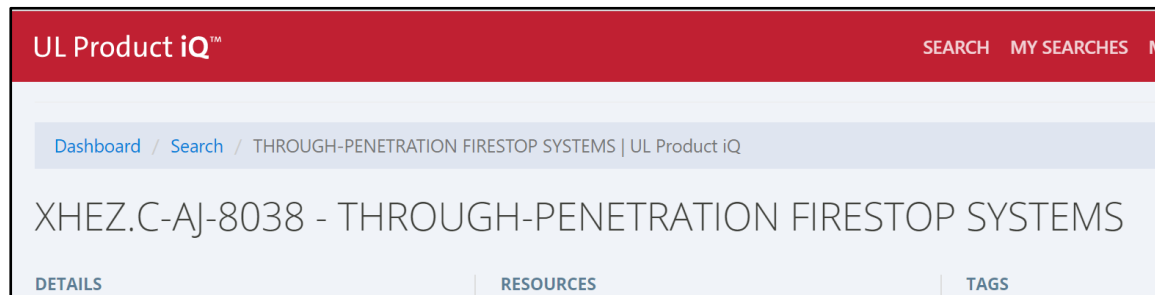 UL Product iQ™
SEARCH MY SEARCHES
Dashboard / Search / THROUGH-PENETRATION FIRESTOP SYSTEMS | UL Product iQ
XHEZ.C-AJ-8038 - THROUGH-PENETRATION FIRESTOP SYSTEMS
DETAILS RESOURCES TAGS